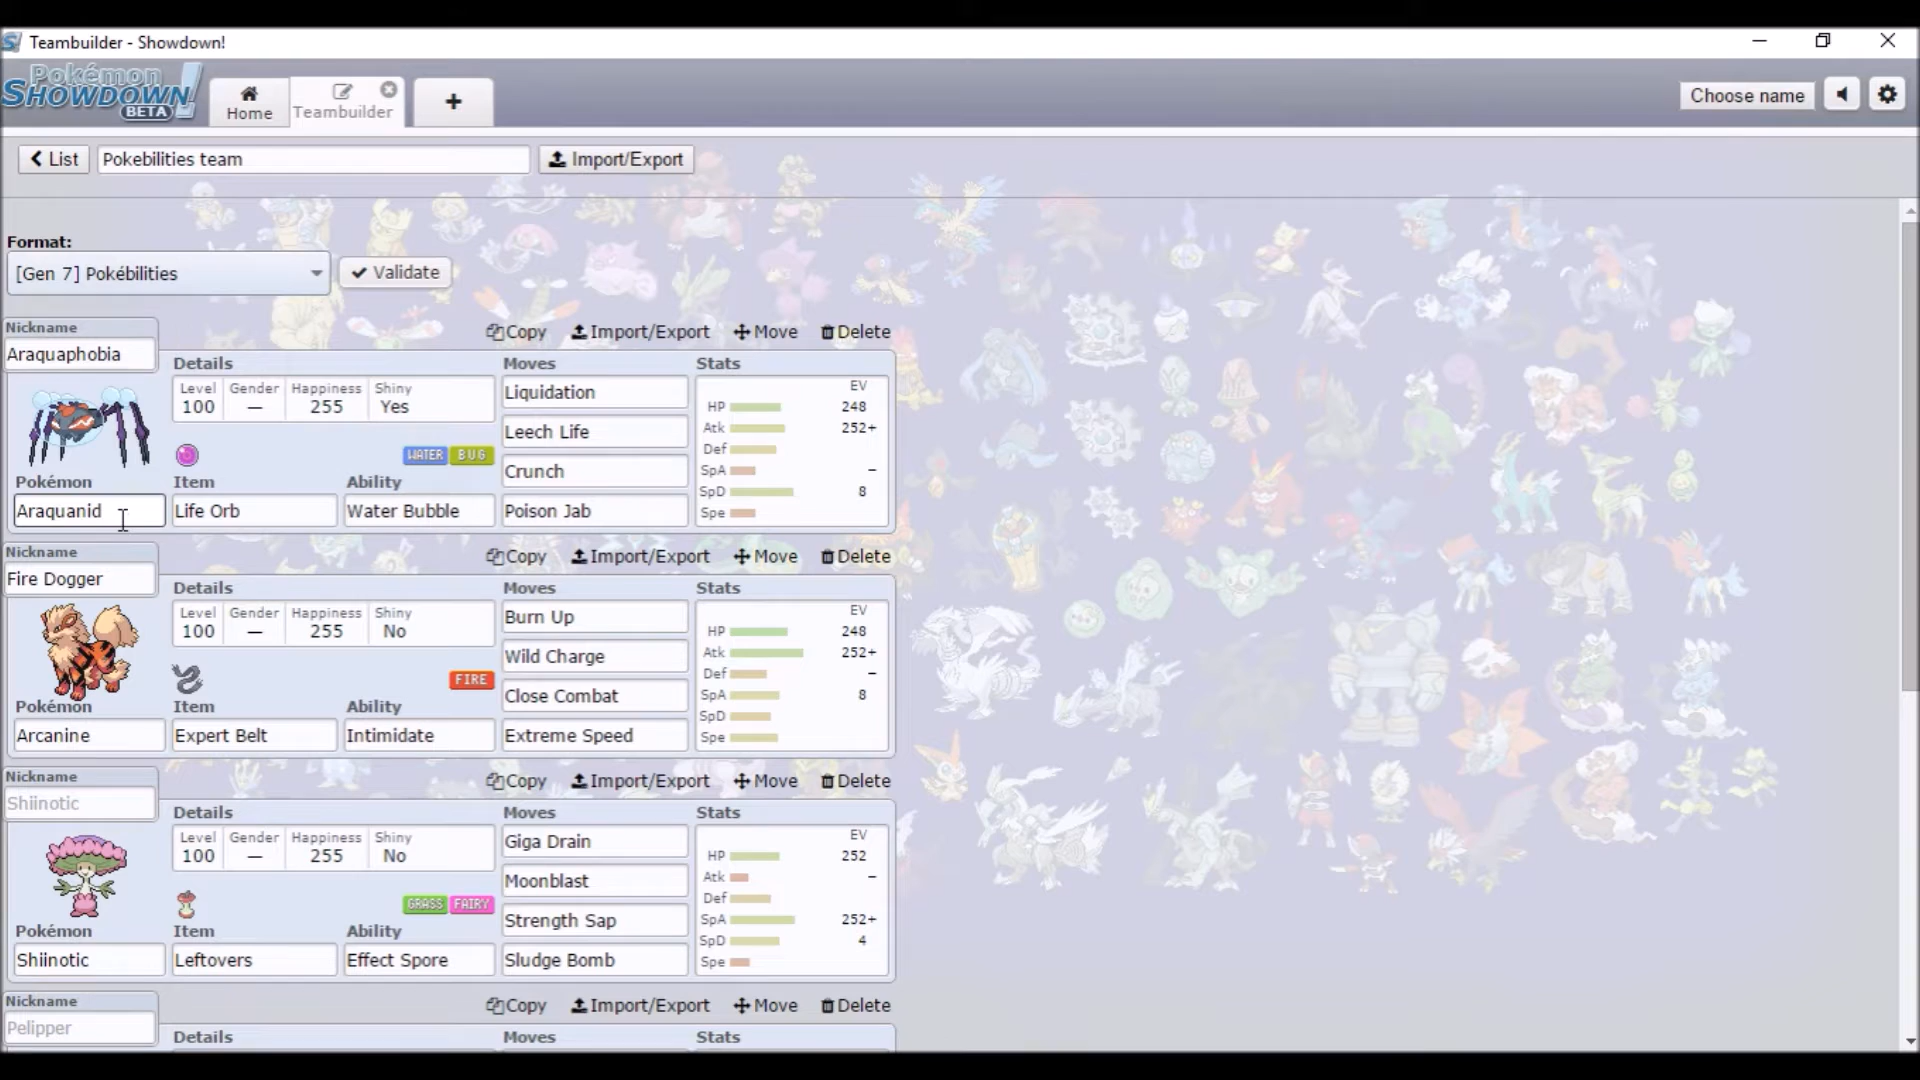 Teambuilder - Showdown!
Pokémon
SHOWDOWN!
BETA
Home
Teambuilder
+
Choose name
List
Pokebilities team
Import/Export
Format:
[Gen 7] Pokébilities
Validate
Nickname
Araquaphobia
Copy Import/Export Move Delete
Details Moves Stats
Level Gender Happiness Shiny
100 — 255 Yes
WATER BUG
Pokémon Item Ability
Araquanid Life Orb Water Bubble
Liquidation
Leech Life
Crunch
Poison Jab
EV
HP 248
Atk 252+
Def
SpA –
SpD 8
Spe
Nickname
Fire Dogger
Copy Import/Export Move Delete
Details Moves Stats
Level Gender Happiness Shiny
100 — 255 No
FIRE
Pokémon Item Ability
Arcanine Expert Belt Intimidate
Burn Up
Wild Charge
Close Combat
Extreme Speed
EV
HP 248
Atk 252+
Def –
SpA 8
SpD
Spe
Nickname
Shiinotic
Copy Import/Export Move Delete
Details Moves Stats
Level Gender Happiness Shiny
100 — 255 No
GRASS FAIRY
Pokémon Item Ability
Shiinotic Leftovers Effect Spore
Giga Drain
Moonblast
Strength Sap
Sludge Bomb
EV
HP 252
Atk –
Def
SpA 252+
SpD 4
Spe
Nickname
Pelipper
Copy Import/Export Move Delete
Details Moves Stats